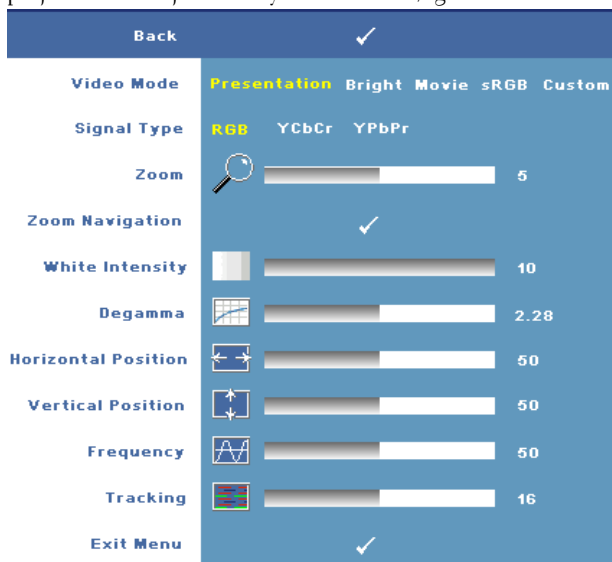 Back
Video Mode Presentation Bright Movie sRGB Custom
Signal Type RGB YCbCr YPbPr
Zoom 5
Zoom Navigation
White Intensity 10
Degamma 2.28
Horizontal Position 50
Vertical Position 50
Frequency 50
Tracking 16
Exit Menu